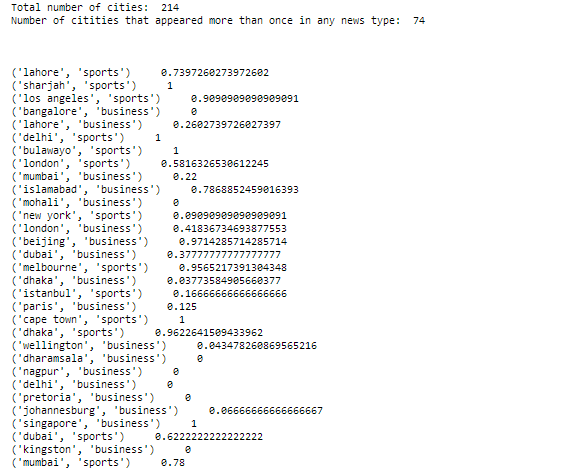 Total number of cities:  214
Number of citities that appeared more than once in any news type:  74
('lahore', 'sports')     0.7397260273972602
('sharjah', 'sports')     1
('los angeles', 'sports')     0.9090909090909091
('bangalore', 'business')     0
('lahore', 'business')     0.2602739726027397
('delhi', 'sports')     1
('bulawayo', 'sports')     1
('london', 'sports')     0.5816326530612245
('mumbai', 'business')     0.22
('islamabad', 'business')     0.7868852459016393
('mohali', 'business')     0
('new york', 'sports')     0.09090909090909091
('london', 'business')     0.41836734693877553
('beijing', 'business')     0.9714285714285714
('dubai', 'business')     0.37777777777777777
('melbourne', 'sports')     0.9565217391304348
('dhaka', 'business')     0.03773584905660377
('istanbul', 'sports')     0.16666666666666666
('paris', 'business')     0.125
('cape town', 'sports')     1
('dhaka', 'sports')     0.9622641509433962
('wellington', 'business')     0.043478260869565216
('dharamsala', 'business')     0
('nagpur', 'business')     0
('delhi', 'business')     0
('pretoria', 'business')     0
('johannesburg', 'business')     0.06666666666666667
('singapore', 'business')     1
('dubai', 'sports')     0.6222222222222222
('kingston', 'business')     0
('mumbai', 'sports')     0.78